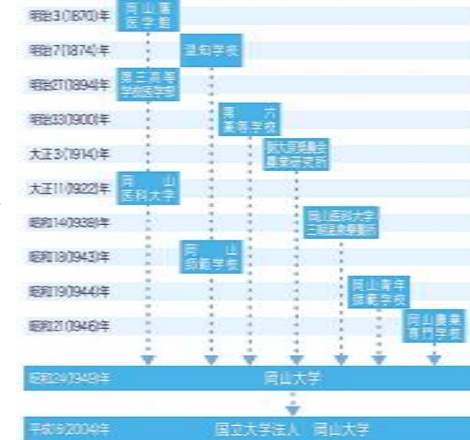 明治3(1870)年
岡山藩
医学館
明治7(1874)年
温知学校
明治27(1894)年
第三高等
学校医学部
明治33(1900)年
第六
高等学校
大正3(1914)年
財大原奨農会
農業研究所
大正11(1922)年
岡山
医科大学
昭和14(1939)年
岡山医科大学
三朝温泉療養所
昭和18(1943)年
岡山
師範学校
昭和19(1944)年
岡山青年
師範学校
昭和21(1946)年
岡山農業
専門学校
昭和24(1949)年
岡山大学
平成16(2004)年
国立大学法人 岡山大学